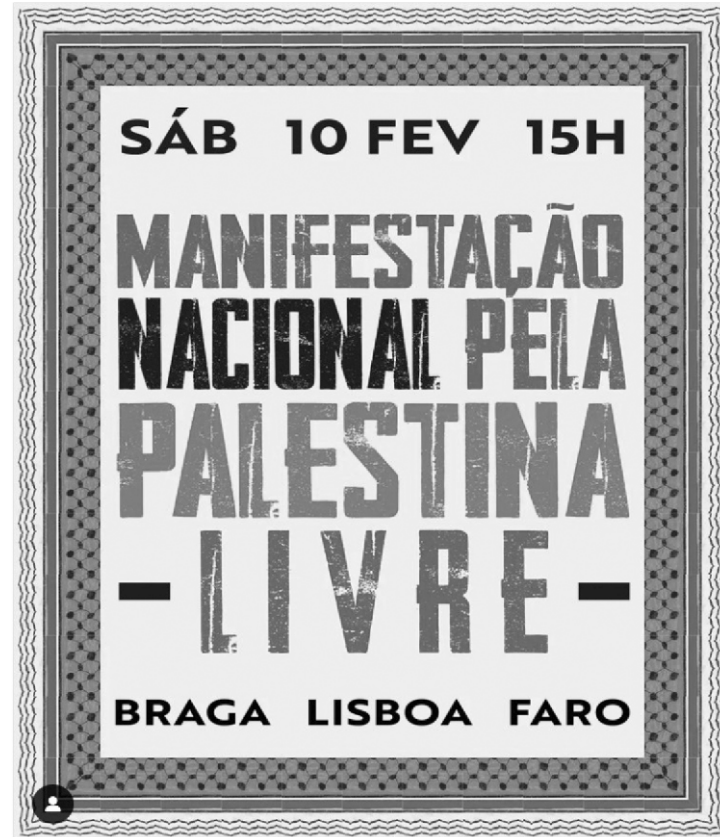 SÁB 10 FEV 15H
MANIFESTAÇÃO
NACIONAL PELA
PALESTINA
- LIVRE -
BRAGA LISBOA FARO